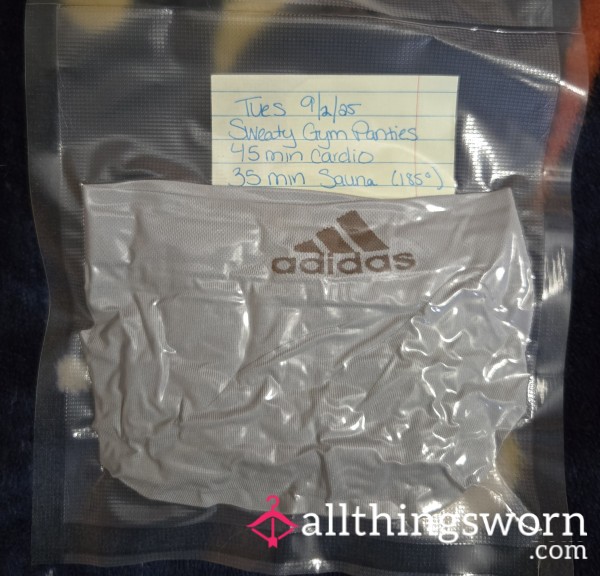 Tues 9/2/25
Sweaty Gym Panties
45 min Cardio
35 min Sauna (185°)
adidas
allthingsworn
.com